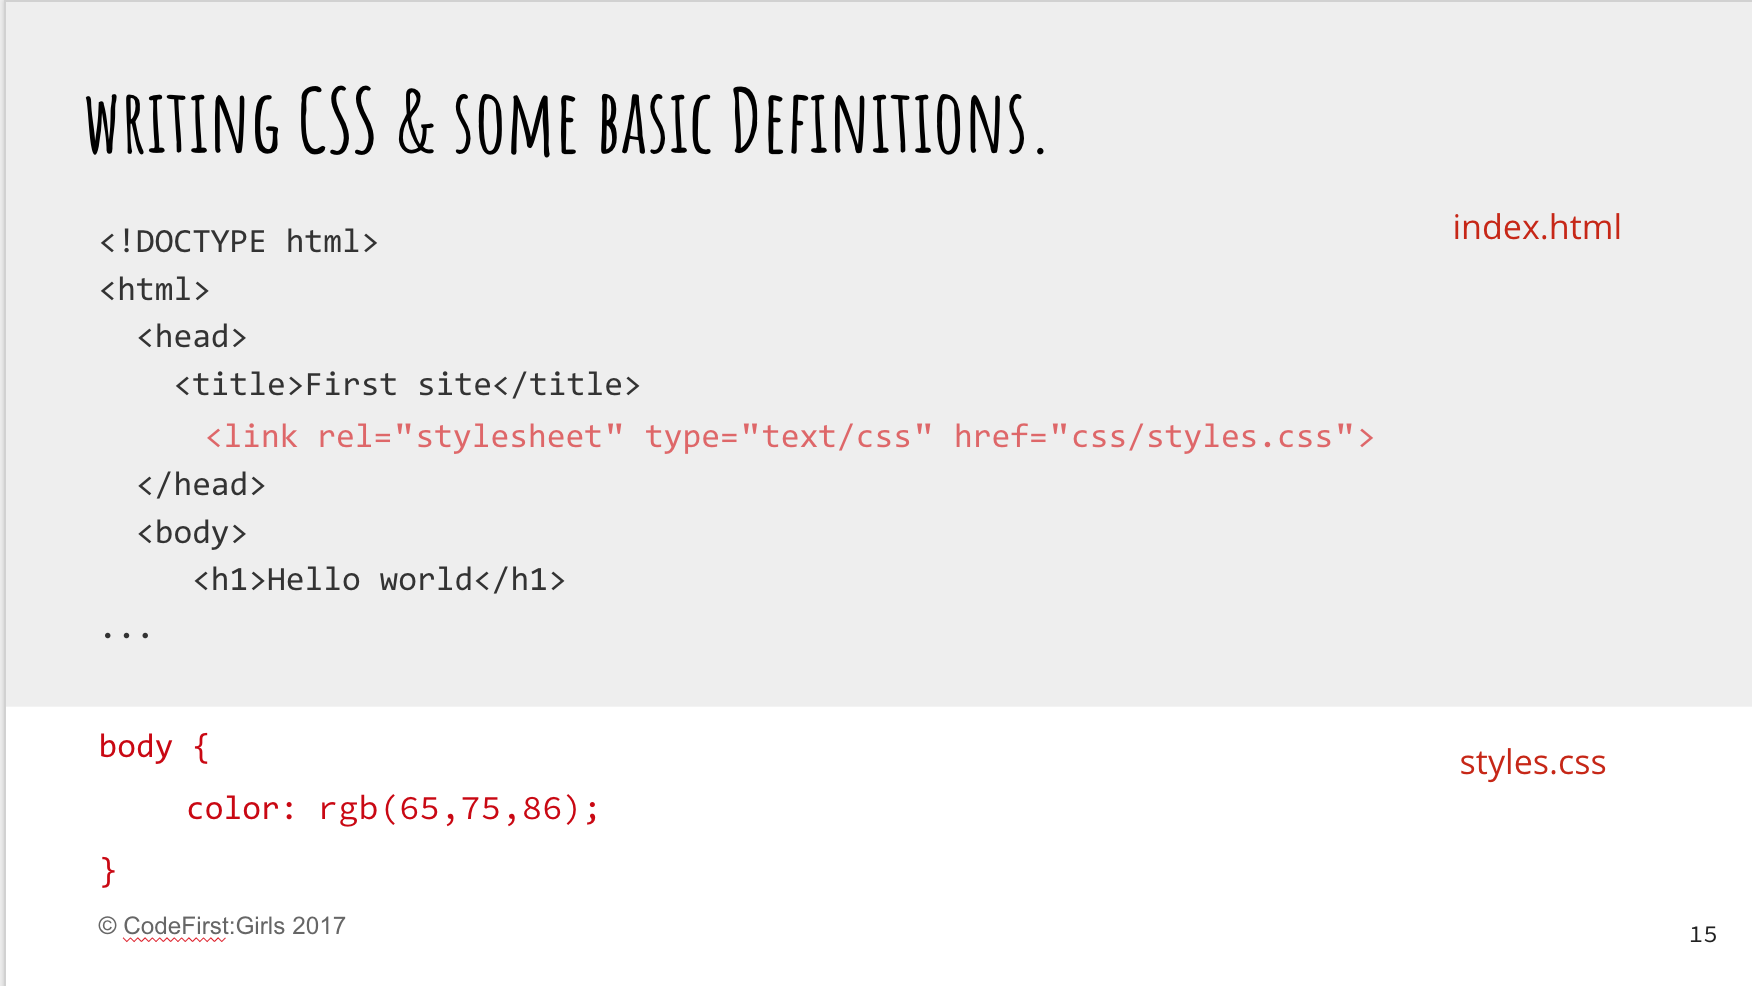 WRITING CSS & SOME BASIC DEFINITIONS.
index.html
<!DOCTYPE html>
<html>
<head>
<title>First site</title>
<link rel="stylesheet" type="text/css" href="css/styles.css">
</head>
<body>
<h1>Hello world</h1>
...
styles.css
body {
color: rgb(65,75,86);
}
© CodeFirst:Girls 2017
15